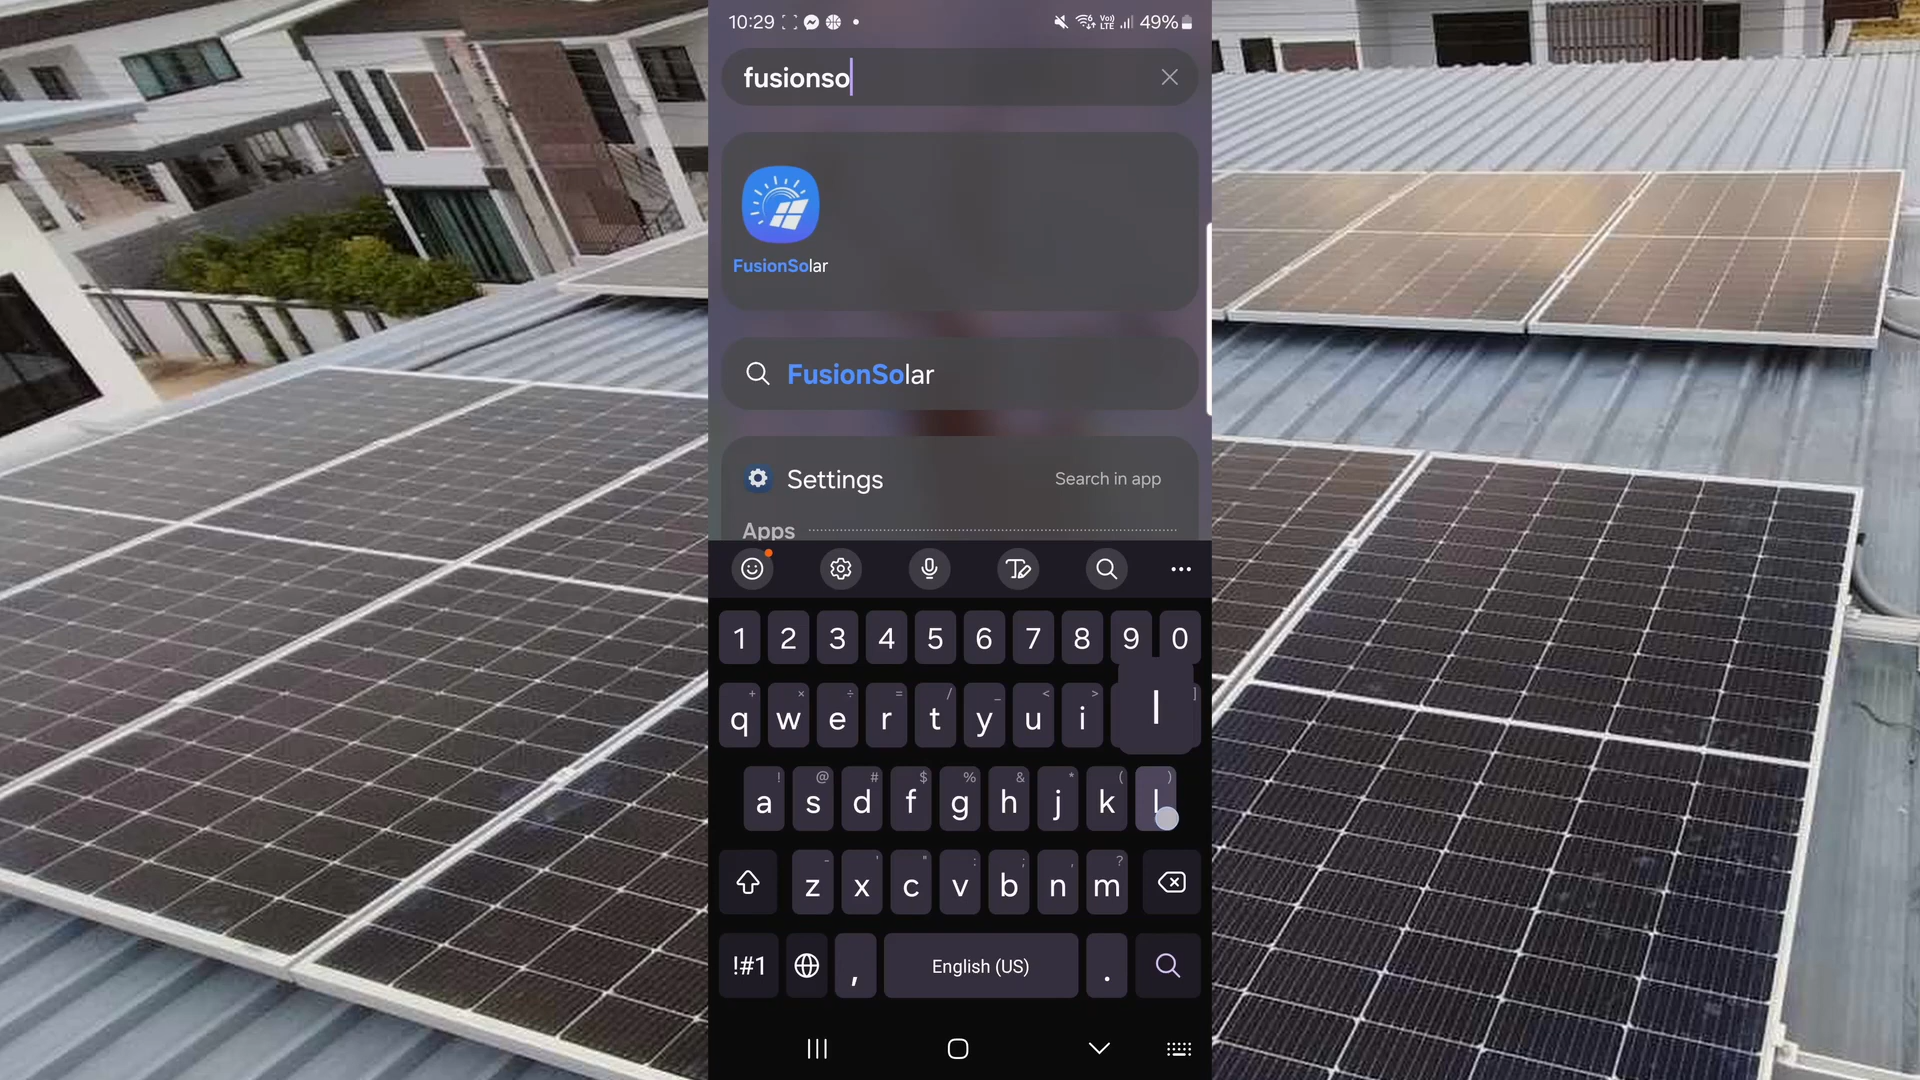 10:29 49%
fusionso
FusionSolar
FusionSolar
Settings Search in app
Apps
1 2 3 4 5 6 7 8 9 0
+ × ÷ = / _ < > ]
q w e r t y u i l
! @ # $ % & * ( )
a s d f g h j k l
- ' " : ; , ?
z x c v b n m
!#1 , English (US) .